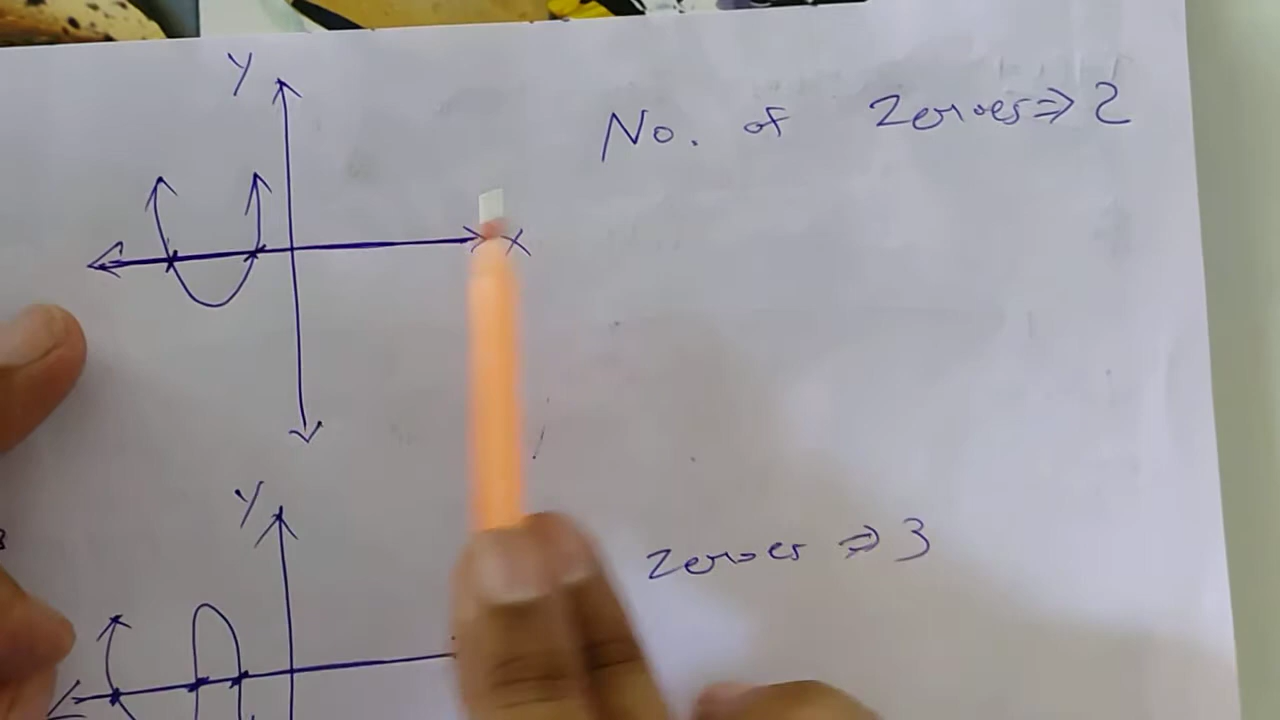 Y
No. of Zeroes ⇒ 2
X
Y
Zeroes ⇒ 3